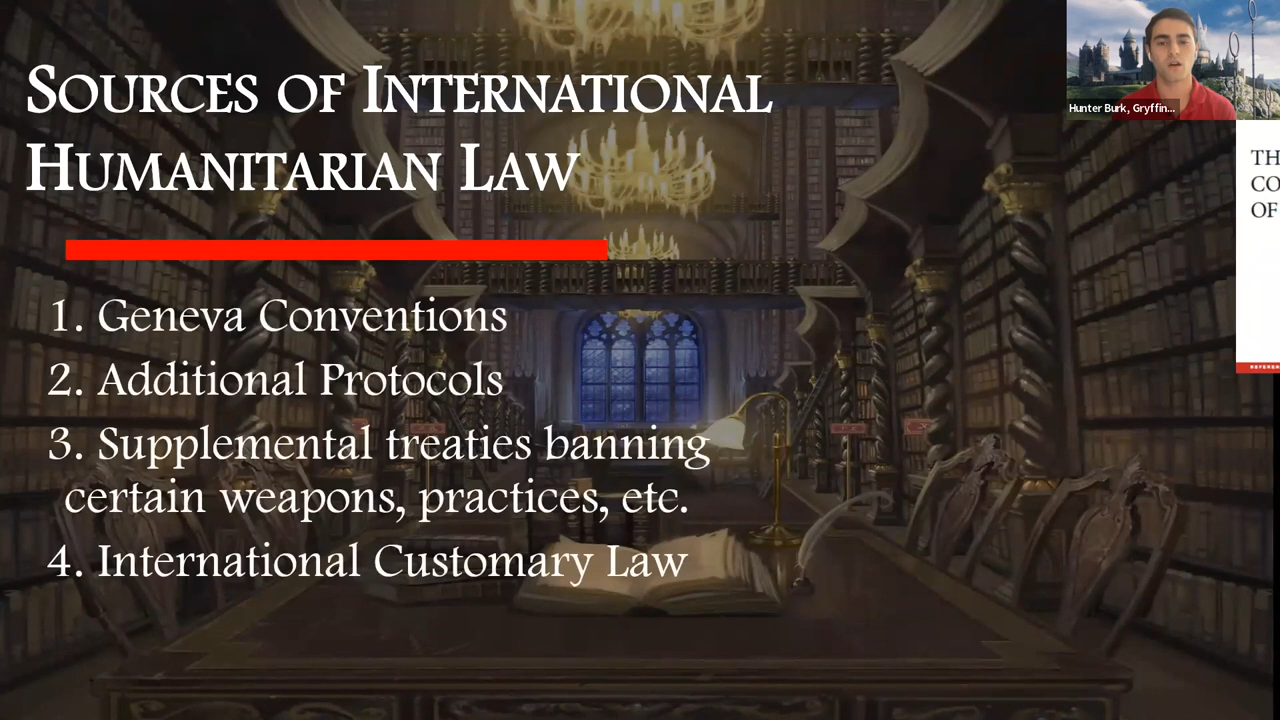 SOURCES OF INTERNATIONAL
HUMANITARIAN LAW
1. Geneva Conventions
2. Additional Protocols
3. Supplemental treaties banning
certain weapons, practices, etc.
4. International Customary Law
Hunter Burk, Gryffin...
TH
CO
OF